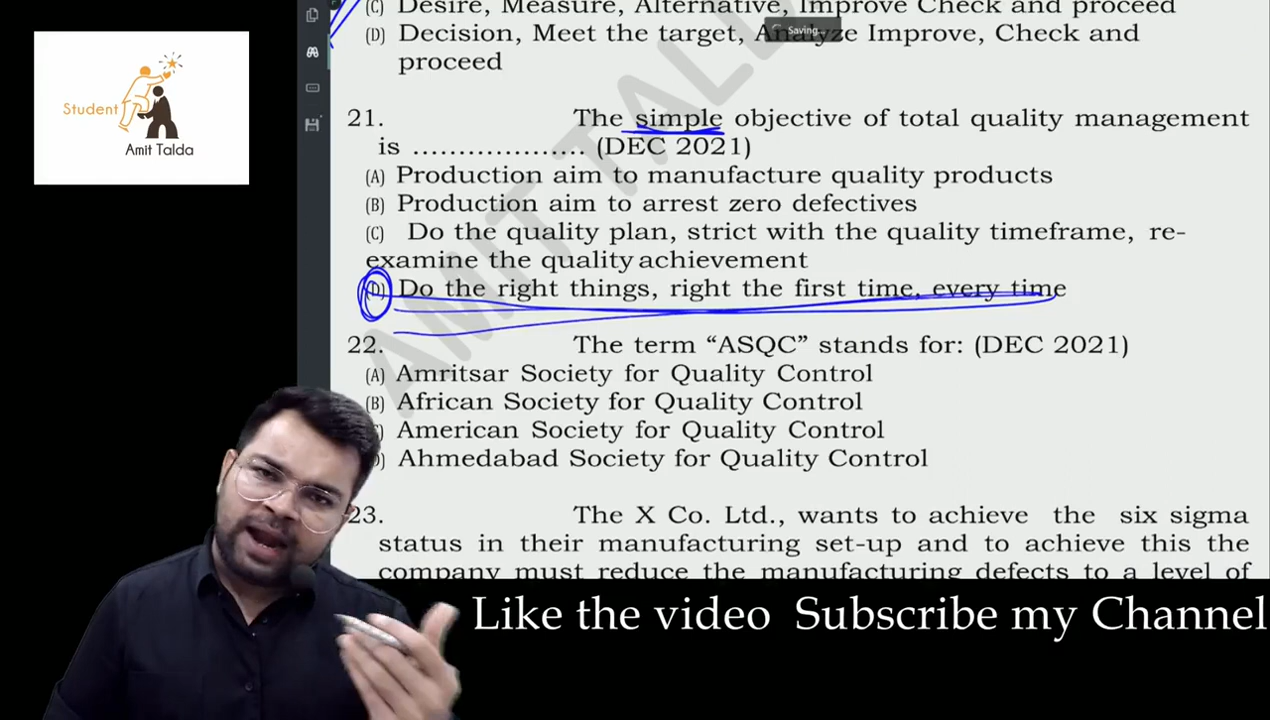 (C) Desire, Measure, Alternative, Improve Check and proceed
(D) Decision, Meet the target, Analyze Improve, Check and
proceed
Saving...
Student
Amit Talda
21. The simple objective of total quality management
is ................... (DEC 2021)
(A) Production aim to manufacture quality products
(B) Production aim to arrest zero defectives
(C) Do the quality plan, strict with the quality timeframe, re-
examine the quality achievement
(D) Do the right things, right the first time, every time
22. The term “ASQC” stands for: (DEC 2021)
(A) Amritsar Society for Quality Control
(B) African Society for Quality Control
American Society for Quality Control
Ahmedabad Society for Quality Control
23. The X Co. Ltd., wants to achieve the six sigma
status in their manufacturing set-up and to achieve this the
company must reduce the manufacturing defects to a level of
Like the video Subscribe my Channel
AMIT TALD